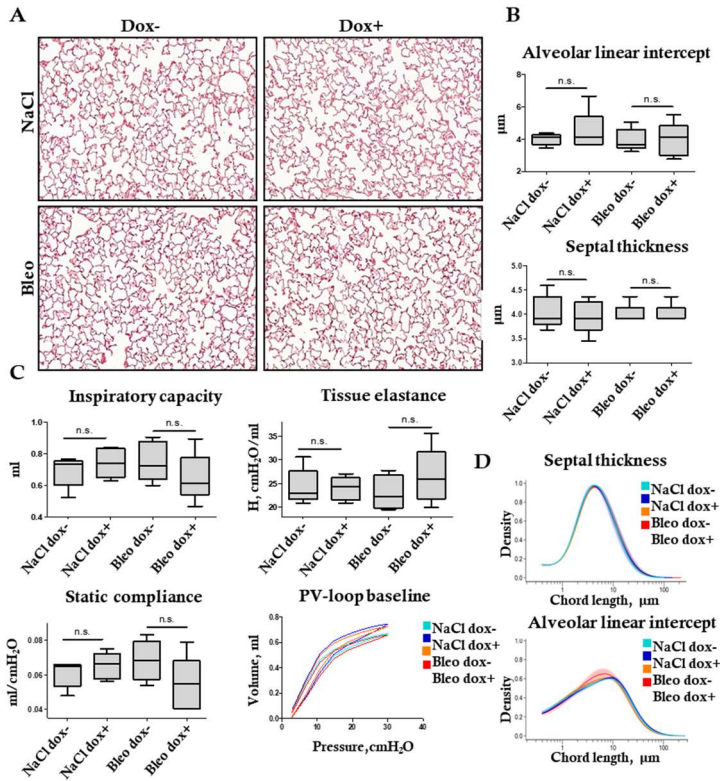 A
Dox-
Dox+
NaCl
Bleo
B
Alveolar linear intercept
μm
8
6
4
2
n.s.
n.s.
NaCl dox-
NaCl dox+
Bleo dox-
Bleo dox+
Septal thickness
μm
5.0
4.5
4.0
3.5
3.0
n.s.
n.s.
NaCl dox-
NaCl dox+
Bleo dox-
Bleo dox+
C
Inspiratory capacity
ml
1.0
0.8
0.6
0.4
n.s.
n.s.
NaCl dox-
NaCl dox+
Bleo dox-
Bleo dox+
Tissue elastance
H, cmH₂O/ml
35
30
25
20
n.s.
n.s.
NaCl dox-
NaCl dox+
Bleo dox-
Bleo dox+
Static compliance
ml/cmH₂O
0.08
0.06
0.04
n.s.
n.s.
NaCl dox-
NaCl dox+
Bleo dox-
Bleo dox+
PV-loop baseline
Volume, ml
0.8
0.6
0.4
0.2
0.0
0
10
20
30
40
Pressure,cmH₂O
NaCl dox-
NaCl dox+
Bleo dox-
Bleo dox+
D
Septal thickness
Density
1.0
0.8
0.6
0.4
0.2
0.0
1
10
100
Chord length, μm
NaCl dox-
NaCl dox+
Bleo dox-
Bleo dox+
Alveolar linear intercept
Density
1.0
0.8
0.6
0.4
0.2
0.0
1
10
100
Chord length, μm
NaCl dox-
NaCl dox+
Bleo dox-
Bleo dox+